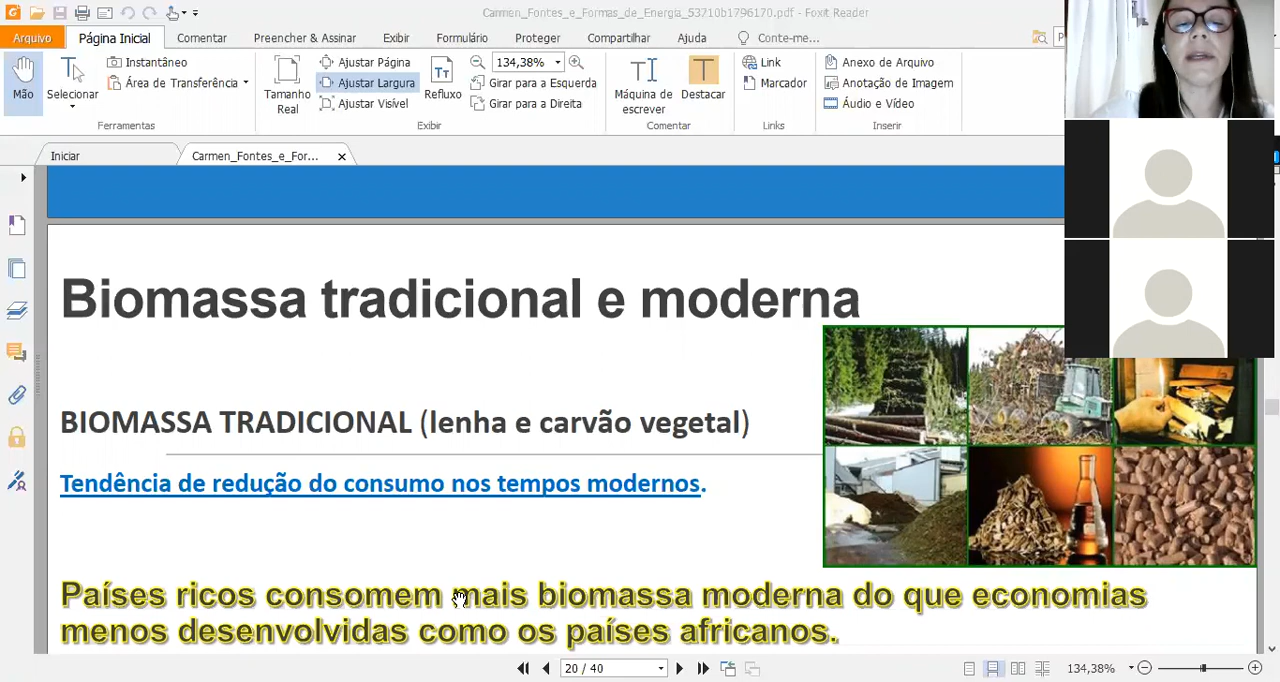 Carmen_Fontes_e_Formas_de_Energia_53710b1796170.pdf - Foxit Reader
Arquivo
Página Inicial
Comentar
Preencher & Assinar
Exibir
Formulário
Proteger
Compartilhar
Ajuda
Conte-me...
P
Mão
Selecionar
Instantâneo
Área de Transferência
Ferramentas
Tamanho
Real
Ajustar Página
Ajustar Largura
Ajustar Visível
Refluxo
134,38%
Girar para a Esquerda
Girar para a Direita
Exibir
Máquina de
escrever
Destacar
Comentar
Link
Marcador
Links
Anexo de Arquivo
Anotação de Imagem
Áudio e Vídeo
Inserir
Iniciar
Carmen_Fontes_e_For...
Biomassa tradicional e moderna
BIOMASSA TRADICIONAL (lenha e carvão vegetal)
Tendência de redução do consumo nos tempos modernos.
Países ricos consomem mais biomassa moderna do que economias
menos desenvolvidas como os países africanos.
20 / 40
134,38%